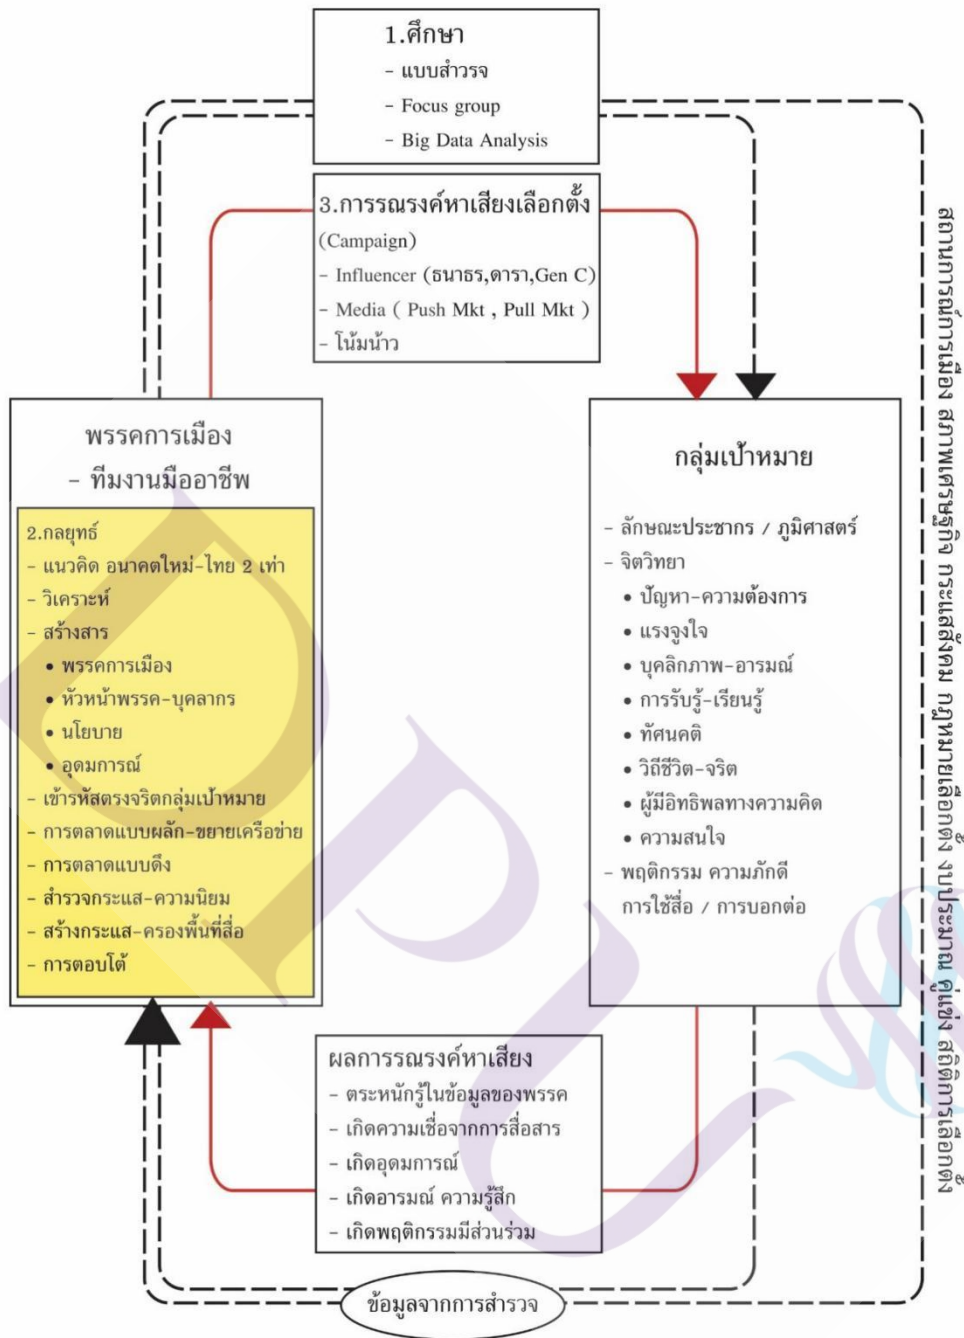 1.ศึกษา
- แบบสำวรจ
- Focus group
- Big Data Analysis
3.การรณรงค์หาเสียงเลือกตั้ง
(Campaign)
- Influencer (ธนาธร,ดารา,Gen C)
- Media ( Push Mkt , Pull Mkt )
- โน้มน้าว
พรรคการเมือง
- ทีมงานมืออาชีพ
2.กลยุทธ์
- แนวคิด อนาคตใหม่-ไทย 2 เท่า
- วิเคราะห์
- สร้างสาร
• พรรคการเมือง
• หัวหน้าพรรค-บุคลากร
• นโยบาย
• อุดมการณ์
- เข้ารหัสตรงจริตกลุ่มเป้าหมาย
- การตลาดแบบผลัก-ขยายเครือข่าย
- การตลาดแบบดึง
- สำรวจกระแส-ความนิยม
- สร้างกระแส-ครองพื้นที่สื่อ
- การตอบโต้
กลุ่มเป้าหมาย
- ลักษณะประชากร / ภูมิศาสตร์
- จิตวิทยา
• ปัญหา-ความต้องการ
• แรงจูงใจ
• บุคลิกภาพ-อารมณ์
• การรับรู้-เรียนรู้
• ทัศนคติ
• วิถีชีวิต-จริต
• ผู้มีอิทธิพลทางความคิด
• ความสนใจ
- พฤติกรรม ความภักดี
การใช้สื่อ / การบอกต่อ
ผลการรณรงค์หาเสียง
- ตระหนักรู้ในข้อมูลของพรรค
- เกิดความเชื่อจากการสื่อสาร
- เกิดอุดมการณ์
- เกิดอารมณ์ ความรู้สึก
- เกิดพฤติกรรมมีส่วนร่วม
ข้อมูลจากการสำรวจ
สถานการณ์การเมือง สภาพเศรษฐกิจ กระแสสังคม กฎหมายเลือกตั้ง งบประมาณ คู่แข่ง สถิติการเลือกตั้ง
DPU